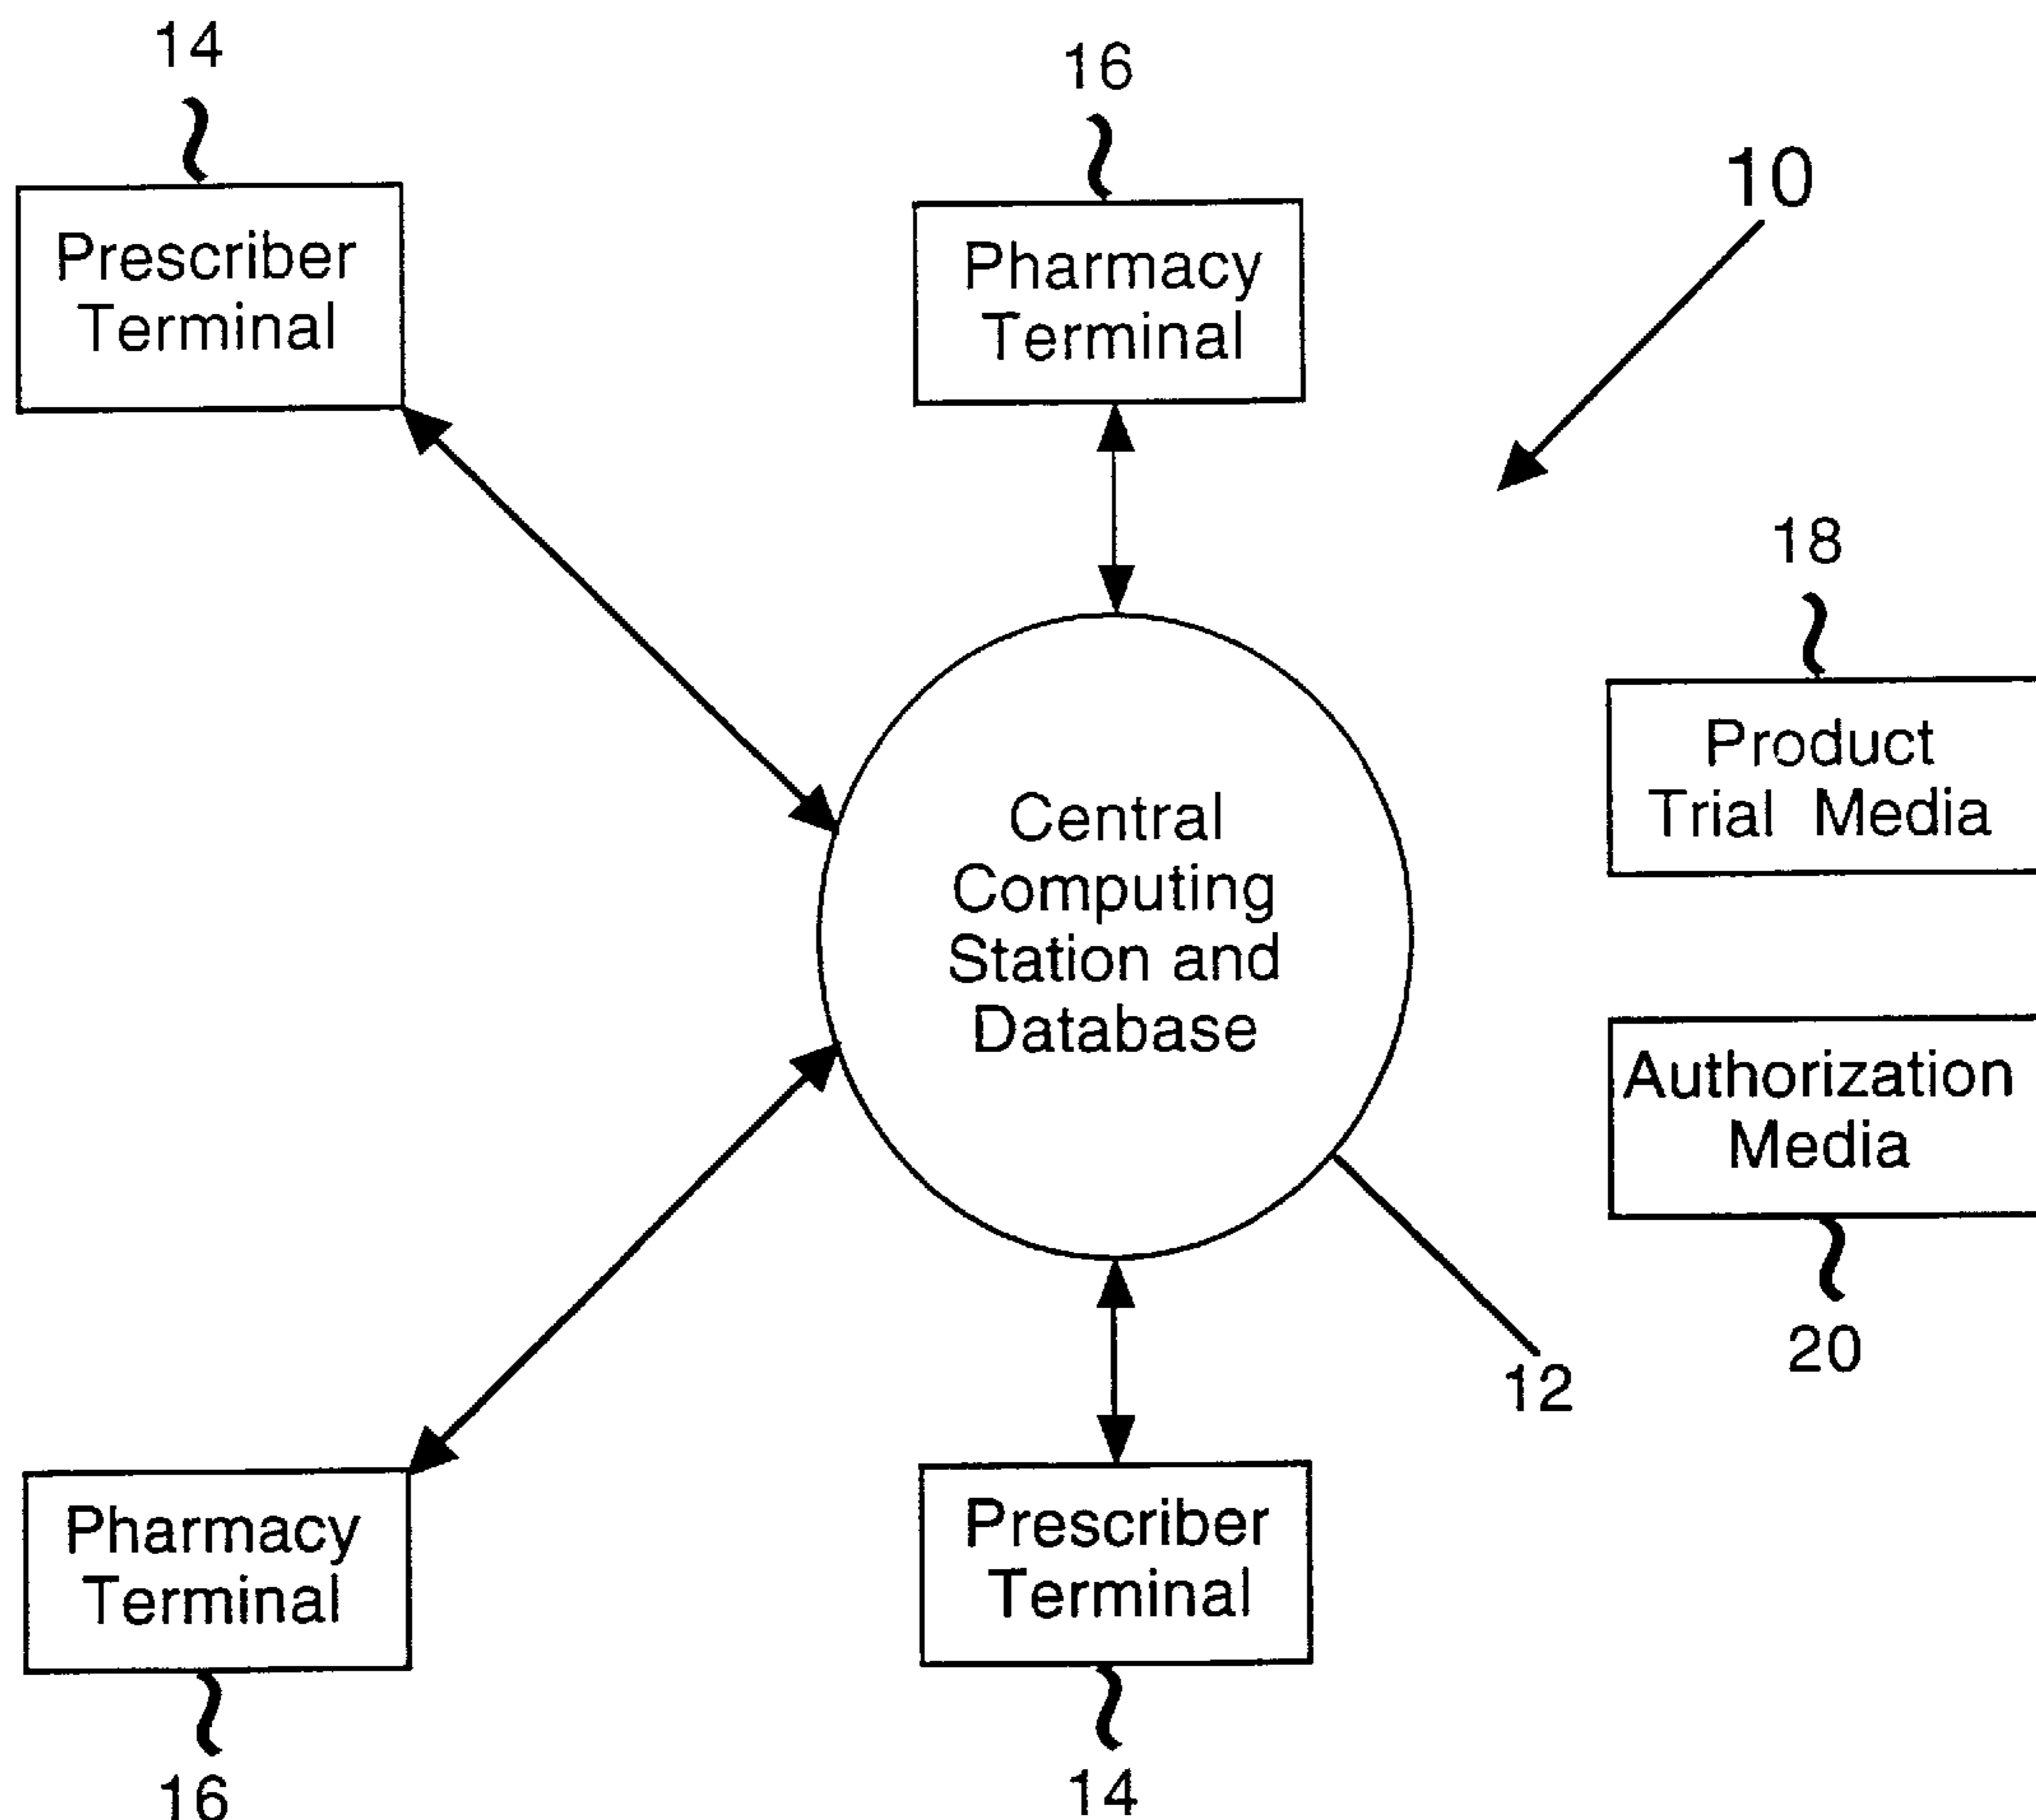 14
16
10
Prescriber
Terminal
Pharmacy
Terminal
18
Product
Trial Media
Central
Computing
Station and
Database
Authorization
Media
20
12
Pharmacy
Terminal
Prescriber
Terminal
16
14